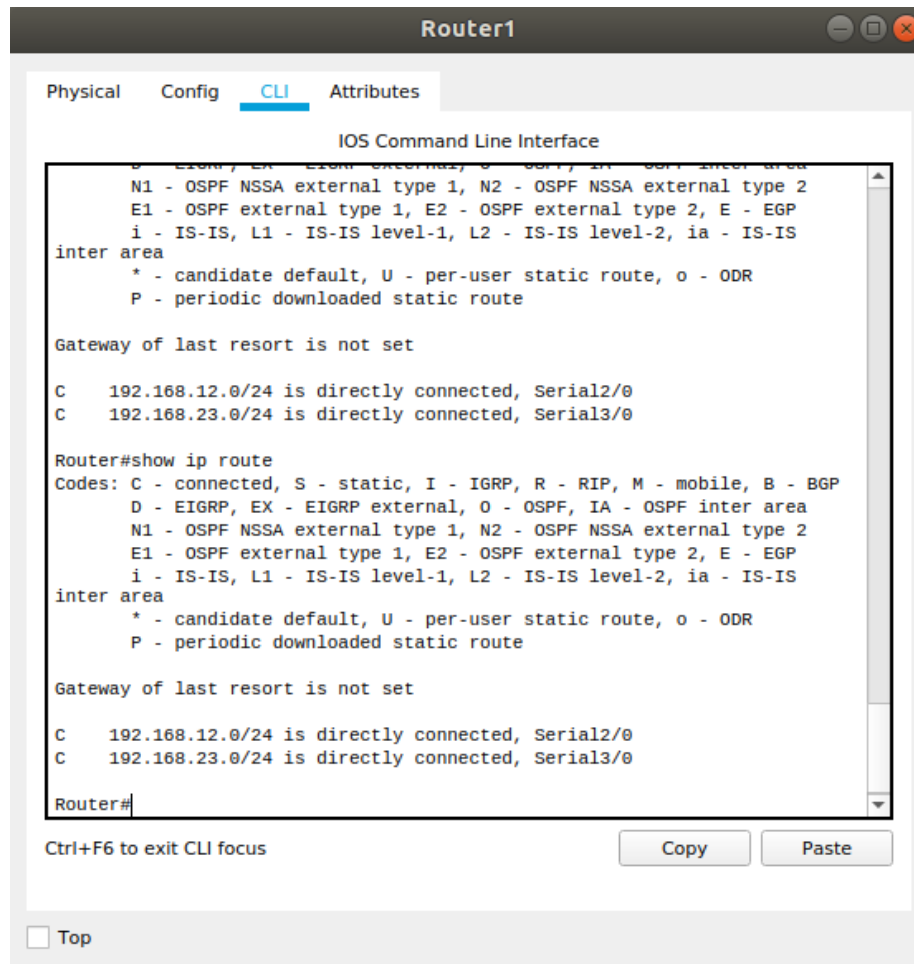 Router1
Physical Config CLI Attributes
IOS Command Line Interface
D - EIGRP, EX - EIGRP external, O - OSPF, IA - OSPF inter area
N1 - OSPF NSSA external type 1, N2 - OSPF NSSA external type 2
E1 - OSPF external type 1, E2 - OSPF external type 2, E - EGP
i - IS-IS, L1 - IS-IS level-1, L2 - IS-IS level-2, ia - IS-IS
inter area
* - candidate default, U - per-user static route, o - ODR
P - periodic downloaded static route
Gateway of last resort is not set
C 192.168.12.0/24 is directly connected, Serial2/0
C 192.168.23.0/24 is directly connected, Serial3/0
Router#show ip route
Codes: C - connected, S - static, I - IGRP, R - RIP, M - mobile, B - BGP
D - EIGRP, EX - EIGRP external, O - OSPF, IA - OSPF inter area
N1 - OSPF NSSA external type 1, N2 - OSPF NSSA external type 2
E1 - OSPF external type 1, E2 - OSPF external type 2, E - EGP
i - IS-IS, L1 - IS-IS level-1, L2 - IS-IS level-2, ia - IS-IS
inter area
* - candidate default, U - per-user static route, o - ODR
P - periodic downloaded static route
Gateway of last resort is not set
C 192.168.12.0/24 is directly connected, Serial2/0
C 192.168.23.0/24 is directly connected, Serial3/0
Router#
Ctrl+F6 to exit CLI focus
Copy
Paste
Top